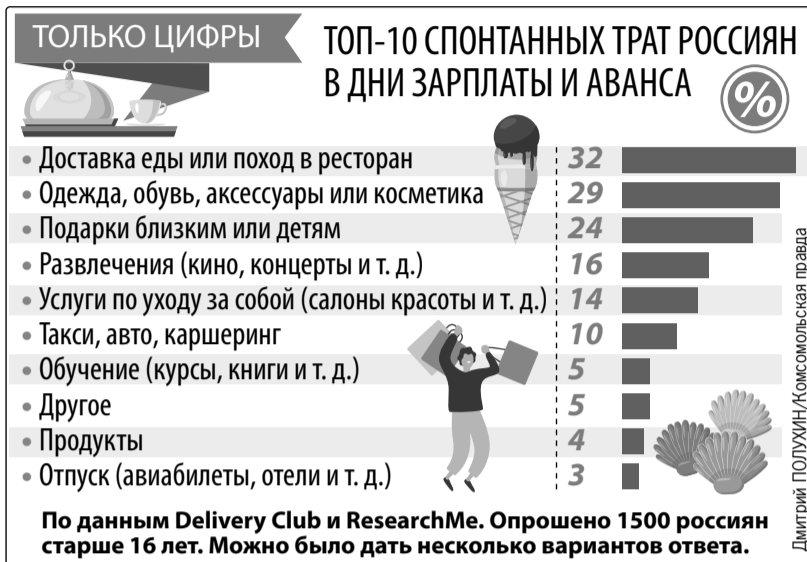 ТОЛЬКО ЦИФРЫ
ТОП-10 СПОНТАННЫХ ТРАТ РОССИЯН
В ДНИ ЗАРПЛАТЫ И АВАНСА
%
• Доставка еды или поход в ресторан 32
• Одежда, обувь, аксессуары или косметика 29
• Подарки близким или детям 24
• Развлечения (кино, концерты и т. д.) 16
• Услуги по уходу за собой (салоны красоты и т. д.) 14
• Такси, авто, каршеринг 10
• Обучение (курсы, книги и т. д.) 5
• Другое 5
• Продукты 4
• Отпуск (авиабилеты, отели и т. д.) 3
По данным Delivery Club и ResearchMe. Опрошено 1500 россиян
старше 16 лет. Можно было дать несколько вариантов ответа.
Дмитрий ПОЛУХИН/Комсомольская правда